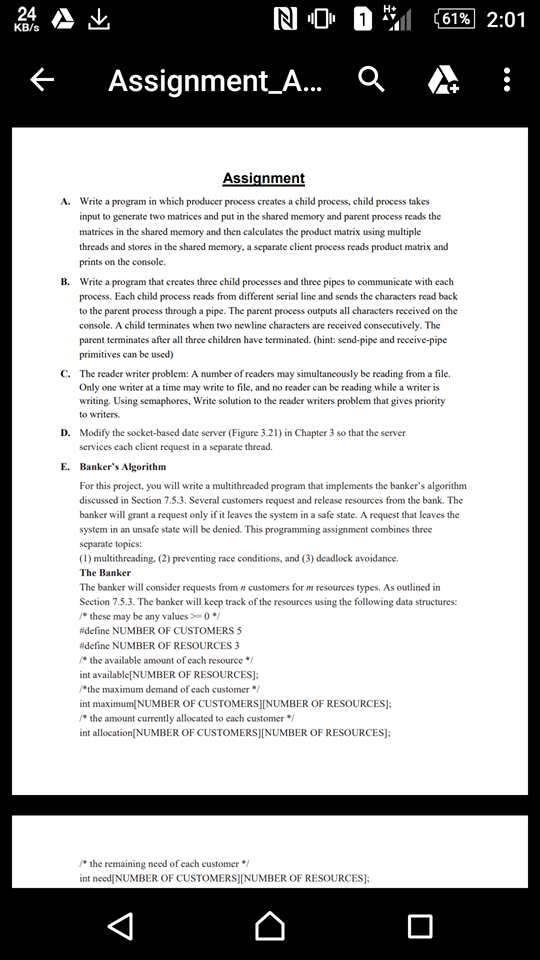 24
KB/s
1
H+
61%
2:01
Assignment_A...
Assignment
A. Write a program in which producer process creates a child process, child process takes
input to generate two matrices and put in the shared memory and parent process reads the
matrices in the shared memory and then calculates the product matrix using multiple
threads and stores in the shared memory, a separate client process reads product matrix and
prints on the console.
B. Write a program that creates three child processes and three pipes to communicate with each
process. Each child process reads from different serial line and sends the characters read back
to the parent process through a pipe. The parent process outputs all characters received on the
console. A child terminates when two newline characters are received consecutively. The
parent terminates after all three children have terminated. (hint: send-pipe and receive-pipe
primitives can be used)
C. The reader writer problem: A number of readers may simultaneously be reading from a file.
Only one writer at a time may write to file, and no reader can be reading while a writer is
writing. Using semaphores, Write solution to the reader writers problem that gives priority
to writers.
D. Modify the socket-based date server (Figure 3.21) in Chapter 3 so that the server
services each client request in a separate thread.
E. Banker's Algorithm
For this project, you will write a multithreaded program that implements the banker's algorithm
discussed in Section 7.5.3. Several customers request and release resources from the bank. The
banker will grant a request only if it leaves the system in a safe state. A request that leaves the
system in an unsafe state will be denied. This programming assignment combines three
separate topics:
(1) multithreading, (2) preventing race conditions, and (3) deadlock avoidance.
The Banker
The banker will consider requests from n customers for m resources types. As outlined in
Section 7.5.3. The banker will keep track of the resources using the following data structures:
/* these may be any values >= 0 */
#define NUMBER OF CUSTOMERS 5
#define NUMBER OF RESOURCES 3
/* the available amount of each resource */
int available[NUMBER OF RESOURCES];
/*the maximum demand of each customer */
int maximum[NUMBER OF CUSTOMERS][NUMBER OF RESOURCES];
/* the amount currently allocated to each customer */
int allocation[NUMBER OF CUSTOMERS][NUMBER OF RESOURCES];
/* the remaining need of each customer */
int need[NUMBER OF CUSTOMERS][NUMBER OF RESOURCES];